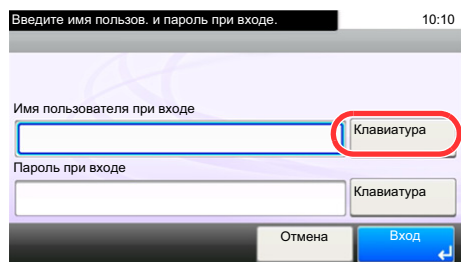 Введите имя пользов. и пароль при входе. 10:10
Имя пользователя при входе
Клавиатура
Пароль при входе
Клавиатура
Отмена Вход